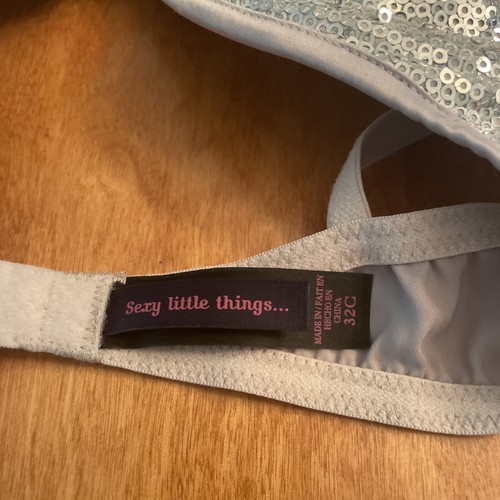 Sexy little things...
MADE IN / FAIT EN
HECHO EN
CHINA
32C